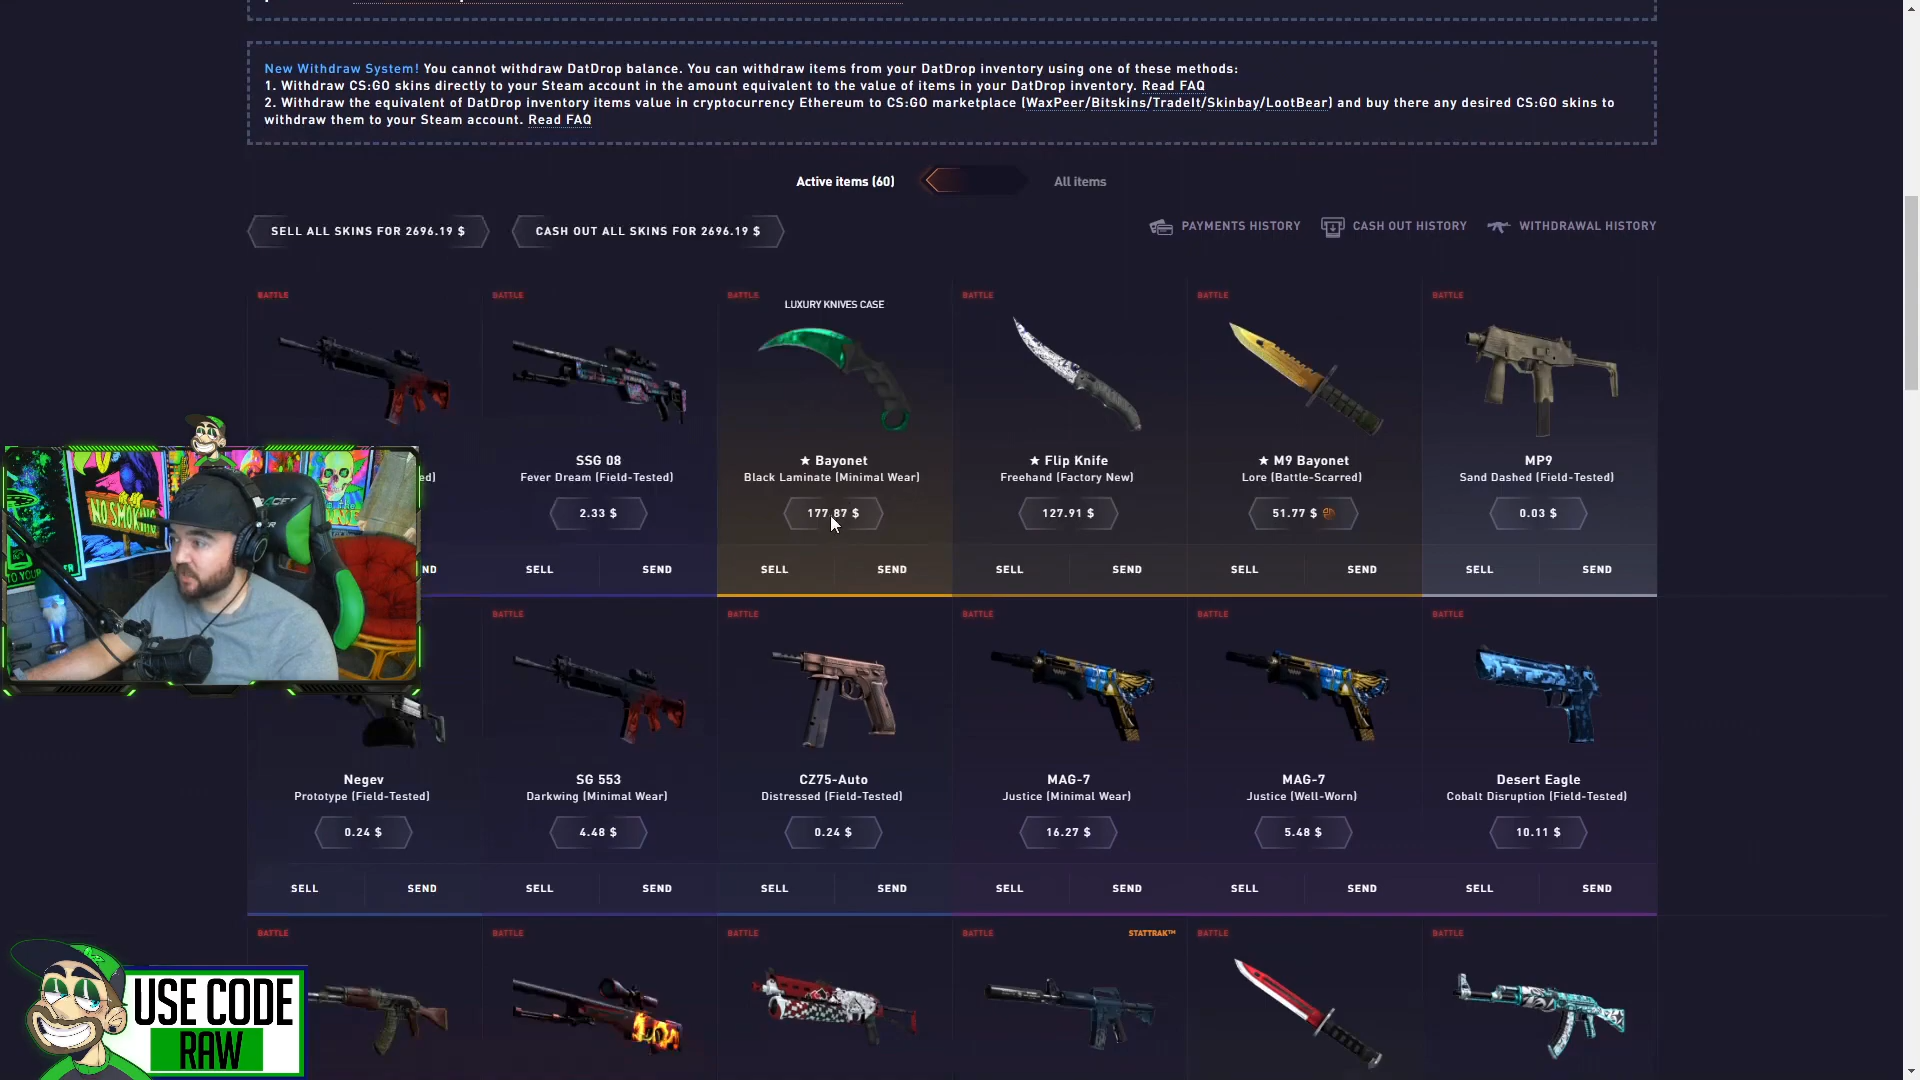 New Withdraw System! You cannot withdraw DatDrop balance. You can withdraw items from your DatDrop inventory using one of these methods:
1. Withdraw CS:GO skins directly to your Steam account in the amount equivalent to the value of items in your DatDrop inventory. Read FAQ
2. Withdraw the equivalent of DatDrop inventory items value in cryptocurrency Ethereum to CS:GO marketplace (WaxPeer/Bitskins/TradeIt/Skinbay/LootBear) and buy there any desired CS:GO skins to
withdraw them to your Steam account. Read FAQ
Active items (60)
All items
SELL ALL SKINS FOR 2696.19 $
CASH OUT ALL SKINS FOR 2696.19 $
PAYMENTS HISTORY
CASH OUT HISTORY
WITHDRAWAL HISTORY
BATTLE
BATTLE
BATTLE
LUXURY KNIVES CASE
BATTLE
BATTLE
BATTLE
SSG 08
★ Bayonet
★ Flip Knife
★ M9 Bayonet
MP9
Fever Dream (Field-Tested)
Black Laminate (Minimal Wear)
Freehand (Factory New)
Lore (Battle-Scarred)
Sand Dashed (Field-Tested)
2.33 $
177.87 $
127.91 $
51.77 $
0.03 $
SELL
SEND
SELL
SEND
SELL
SEND
SELL
SEND
SELL
SEND
NO SMOKING
BATTLE
BATTLE
BATTLE
BATTLE
BATTLE
Negev
SG 553
CZ75-Auto
MAG-7
MAG-7
Desert Eagle
Prototype (Field-Tested)
Darkwing (Minimal Wear)
Distressed (Field-Tested)
Justice (Minimal Wear)
Justice (Well-Worn)
Cobalt Disruption (Field-Tested)
0.24 $
4.48 $
0.24 $
16.27 $
5.48 $
10.11 $
SELL
SEND
SELL
SEND
SELL
SEND
SELL
SEND
SELL
SEND
SELL
SEND
BATTLE
BATTLE
BATTLE
BATTLE
STATTRAK™
BATTLE
BATTLE
USE CODE
RAW